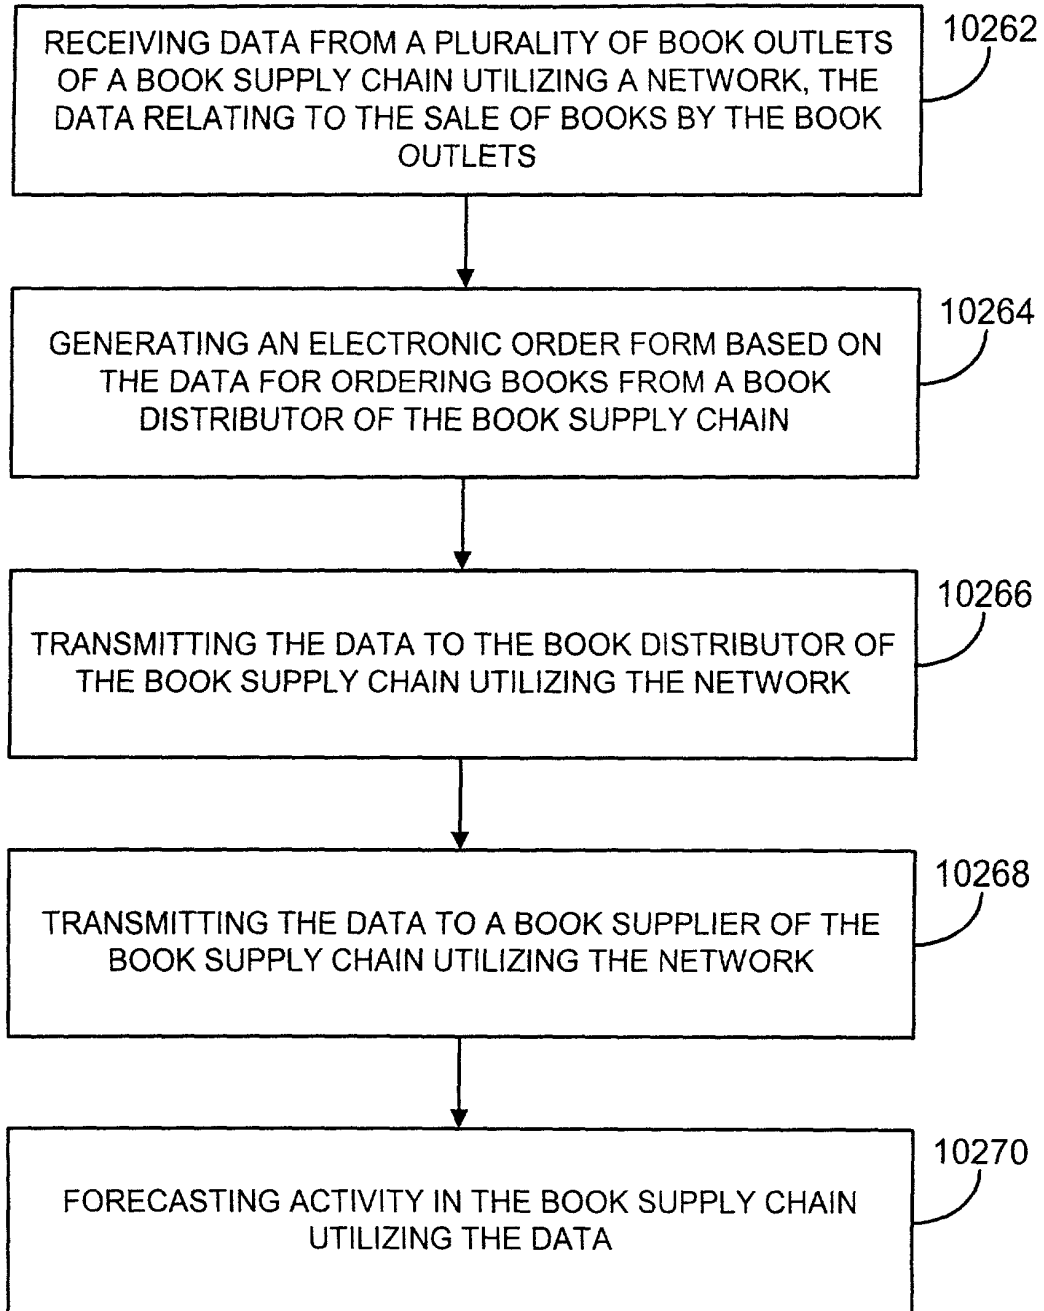 10262
RECEIVING DATA FROM A PLURALITY OF BOOK OUTLETS
OF A BOOK SUPPLY CHAIN UTILIZING A NETWORK, THE
DATA RELATING TO THE SALE OF BOOKS BY THE BOOK
OUTLETS
10264
GENERATING AN ELECTRONIC ORDER FORM BASED ON
THE DATA FOR ORDERING BOOKS FROM A BOOK
DISTRIBUTOR OF THE BOOK SUPPLY CHAIN
10266
TRANSMITTING THE DATA TO THE BOOK DISTRIBUTOR OF
THE BOOK SUPPLY CHAIN UTILIZING THE NETWORK
10268
TRANSMITTING THE DATA TO A BOOK SUPPLIER OF THE
BOOK SUPPLY CHAIN UTILIZING THE NETWORK
10270
FORECASTING ACTIVITY IN THE BOOK SUPPLY CHAIN
UTILIZING THE DATA